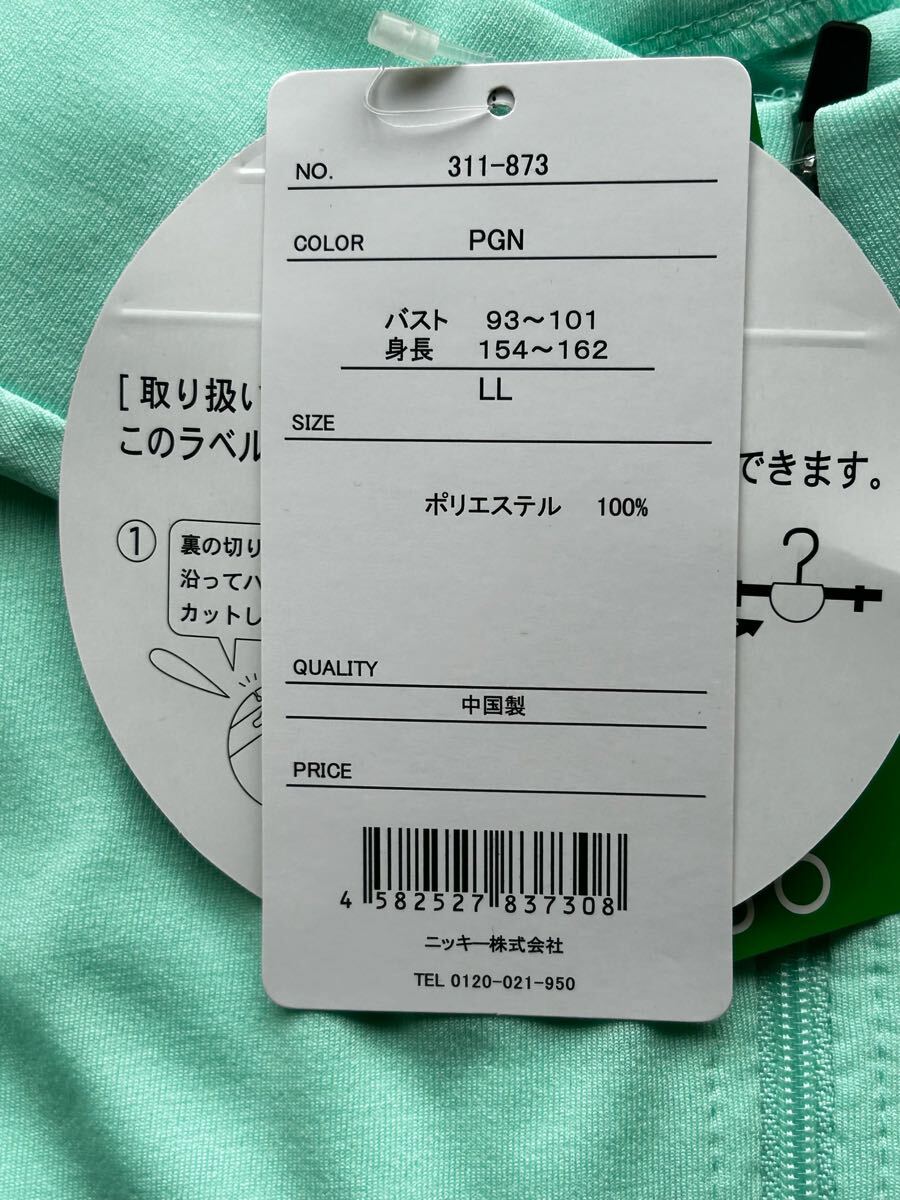 NO. 311-873
COLOR PGN
バスト 93～101
身長 154～162
LL
SIZE
ポリエステル 100%
QUALITY
中国製
PRICE
4 582527 837308
ニッキー株式会社
TEL 0120-021-950
[取り扱い
このラベル
できます。
①
裏の切り
沿ってハ
カットし